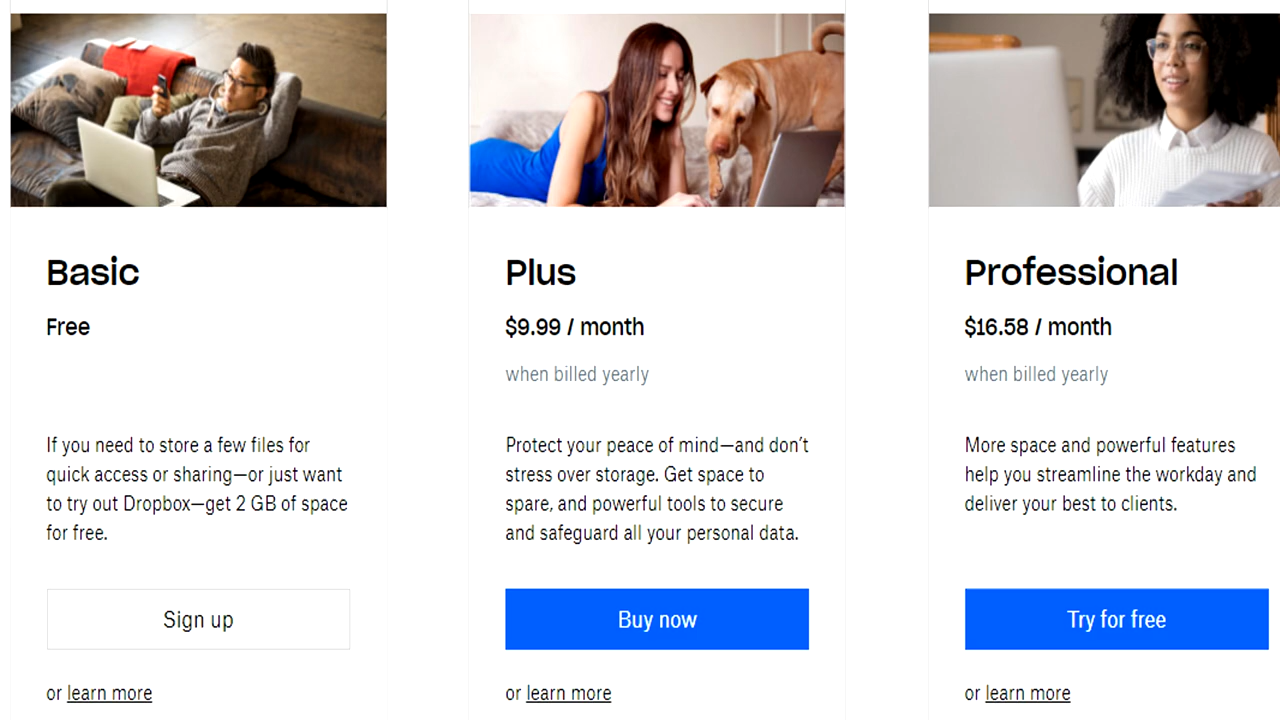 Basic
Free
If you need to store a few files for
quick access or sharing—or just want
to try out Dropbox—get 2 GB of space
for free.
Sign up
or learn more
Plus
$9.99 / month
when billed yearly
Protect your peace of mind—and don’t
stress over storage. Get space to
spare, and powerful tools to secure
and safeguard all your personal data.
Buy now
or learn more
Professional
$16.58 / month
when billed yearly
More space and powerful features
help you streamline the workday and
deliver your best to clients.
Try for free
or learn more